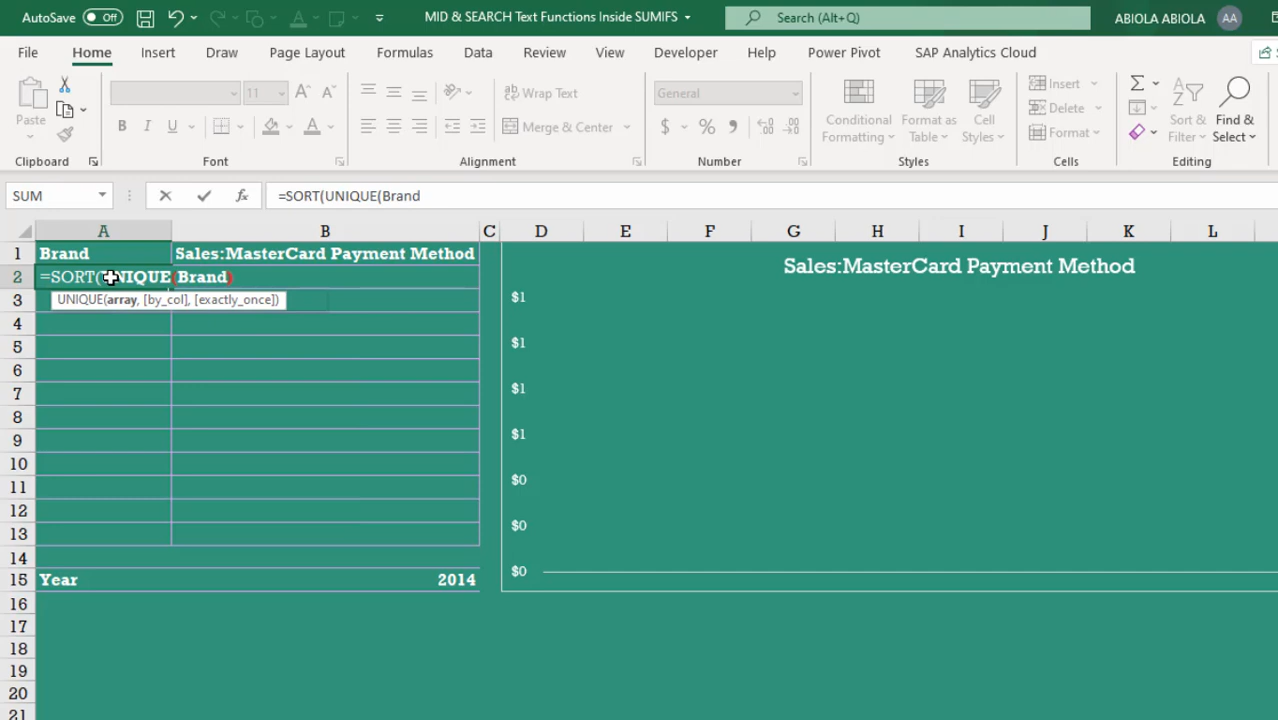 AutoSave Off
MID & SEARCH Text Functions Inside SUMIFS
Search (Alt+Q)
ABIOLA ABIOLA AA
File Home Insert Draw Page Layout Formulas Data Review View Developer Help Power Pivot SAP Analytics Cloud
Paste
Clipboard
11
B I U
Font
Wrap Text
Merge & Center
Alignment
General
$ % 9
Number
Conditional Formatting
Format as Table
Cell Styles
Styles
Insert
Delete
Format
Cells
Sort & Filter
Find & Select
Editing
SUM fx =SORT(UNIQUE(Brand
A B C D E F G H I J K L
1 Brand Sales:MasterCard Payment Method
2 =SORT(UNIQUE(Brand)
UNIQUE(array, [by_col], [exactly_once])
3
4
5
6
7
8
9
10
11
12
13
14
15 Year 2014
16
17
18
19
20
21
Sales:MasterCard Payment Method
$1
$1
$1
$1
$0
$0
$0